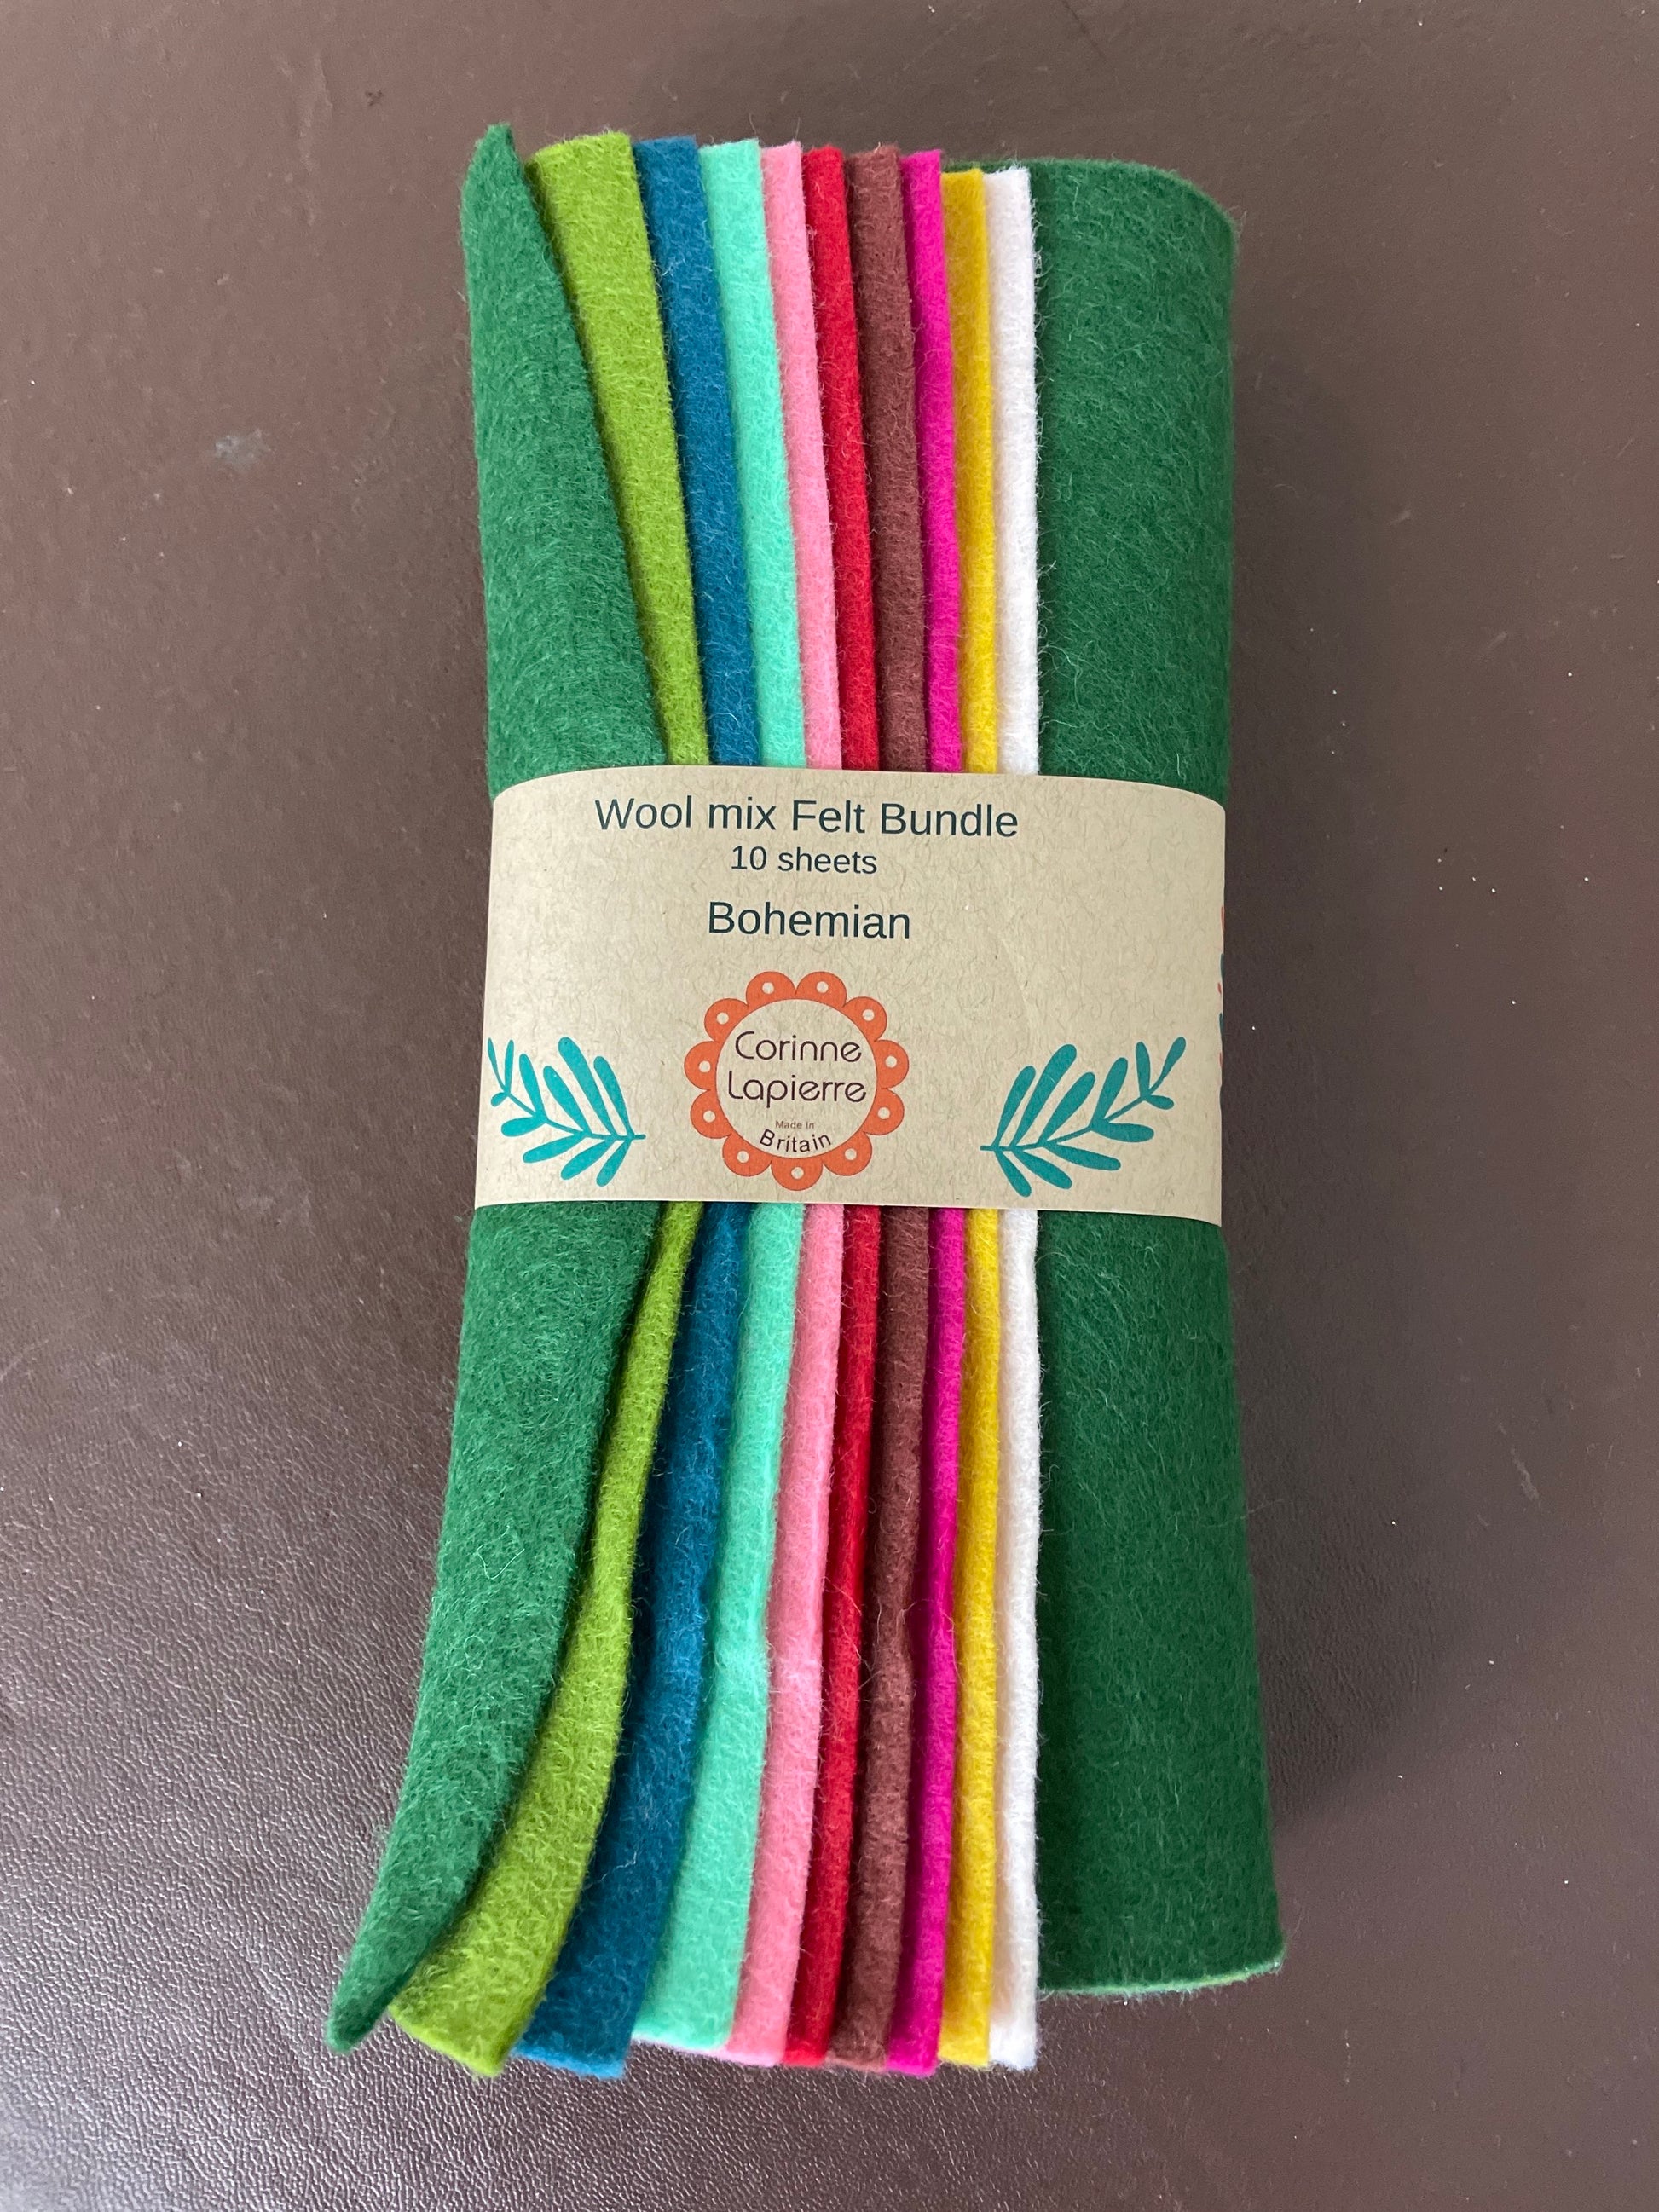 Wool mix Felt Bundle
10 sheets
Bohemian
Corinne
Lapierre
Made in
Britain